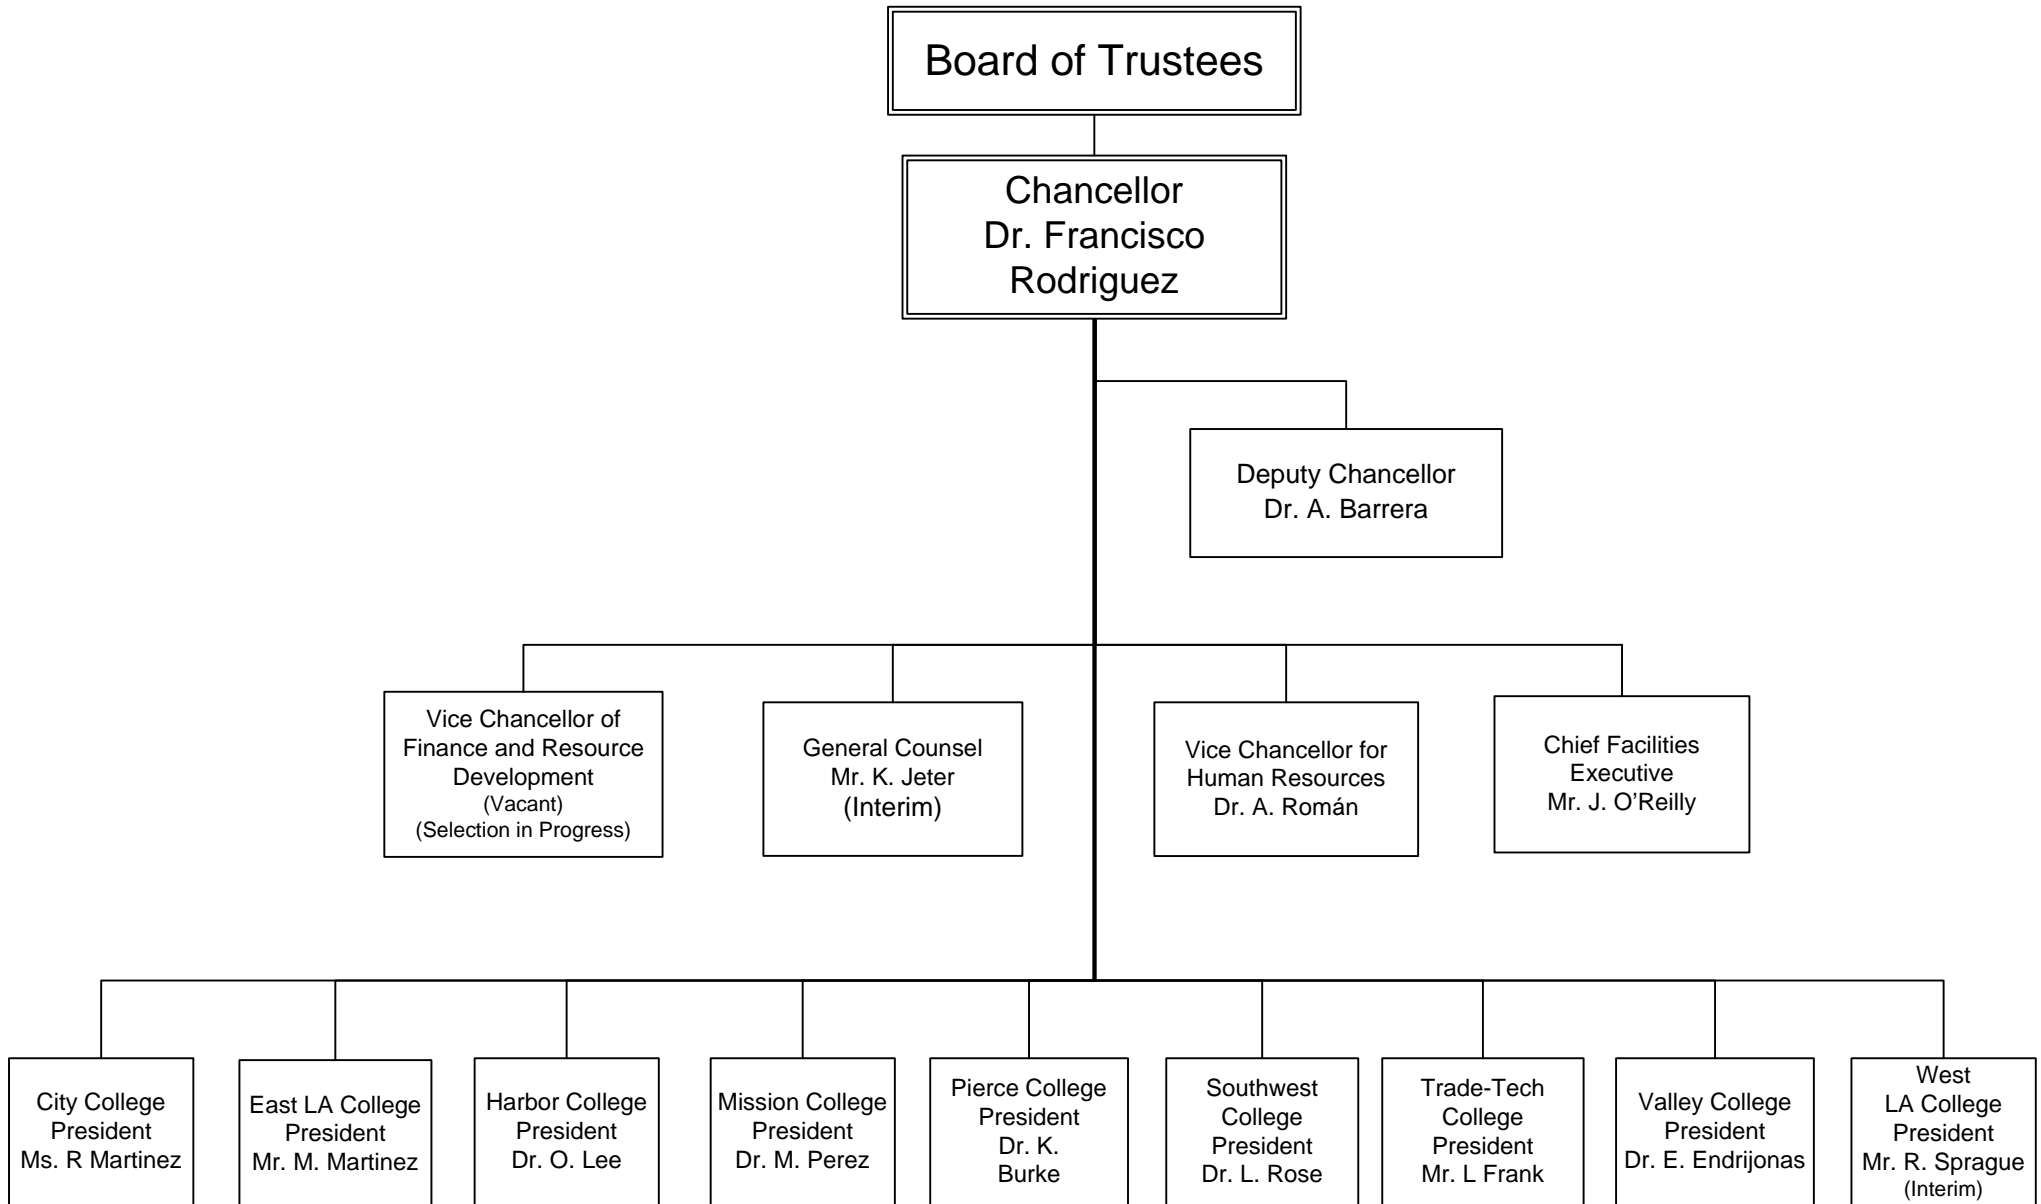 Board of Trustees
Chancellor
Dr. Francisco
Rodriguez
Deputy Chancellor
Dr. A. Barrera
Vice Chancellor of
Finance and Resource
Development
(Vacant)
(Selection in Progress)
General Counsel
Mr. K. Jeter
(Interim)
Vice Chancellor for
Human Resources
Dr. A. Román
Chief Facilities
Executive
Mr. J. O’Reilly
City College
President
Ms. R Martinez
East LA College
President
Mr. M. Martinez
Harbor College
President
Dr. O. Lee
Mission College
President
Dr. M. Perez
Pierce College
President
Dr. K.
Burke
Southwest
College
President
Dr. L. Rose
Trade-Tech
College
President
Mr. L Frank
Valley College
President
Dr. E. Endrijonas
West
LA College
President
Mr. R. Sprague
(Interim)